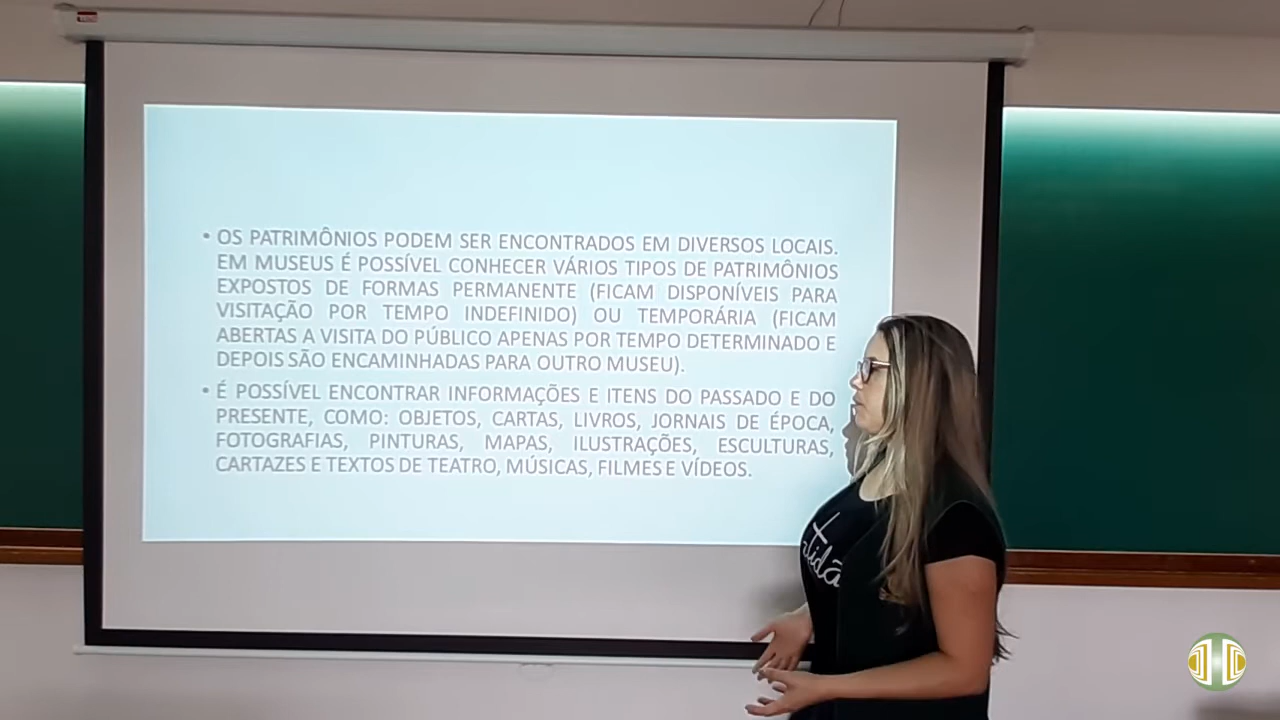 • OS PATRIMÔNIOS PODEM SER ENCONTRADOS EM DIVERSOS LOCAIS.
EM MUSEUS É POSSÍVEL CONHECER VÁRIOS TIPOS DE PATRIMÔNIOS
EXPOSTOS DE FORMAS PERMANENTE (FICAM DISPONÍVEIS PARA
VISITAÇÃO POR TEMPO INDEFINIDO) OU TEMPORÁRIA (FICAM
ABERTAS A VISITA DO PÚBLICO APENAS POR TEMPO DETERMINADO E
DEPOIS SÃO ENCAMINHADAS PARA OUTRO MUSEU).
• É POSSÍVEL ENCONTRAR INFORMAÇÕES E ITENS DO PASSADO E DO
PRESENTE, COMO: OBJETOS, CARTAS, LIVROS, JORNAIS DE ÉPOCA,
FOTOGRAFIAS, PINTURAS, MAPAS, ILUSTRAÇÕES, ESCULTURAS,
CARTAZES E TEXTOS DE TEATRO, MÚSICAS, FILMES E VÍDEOS.